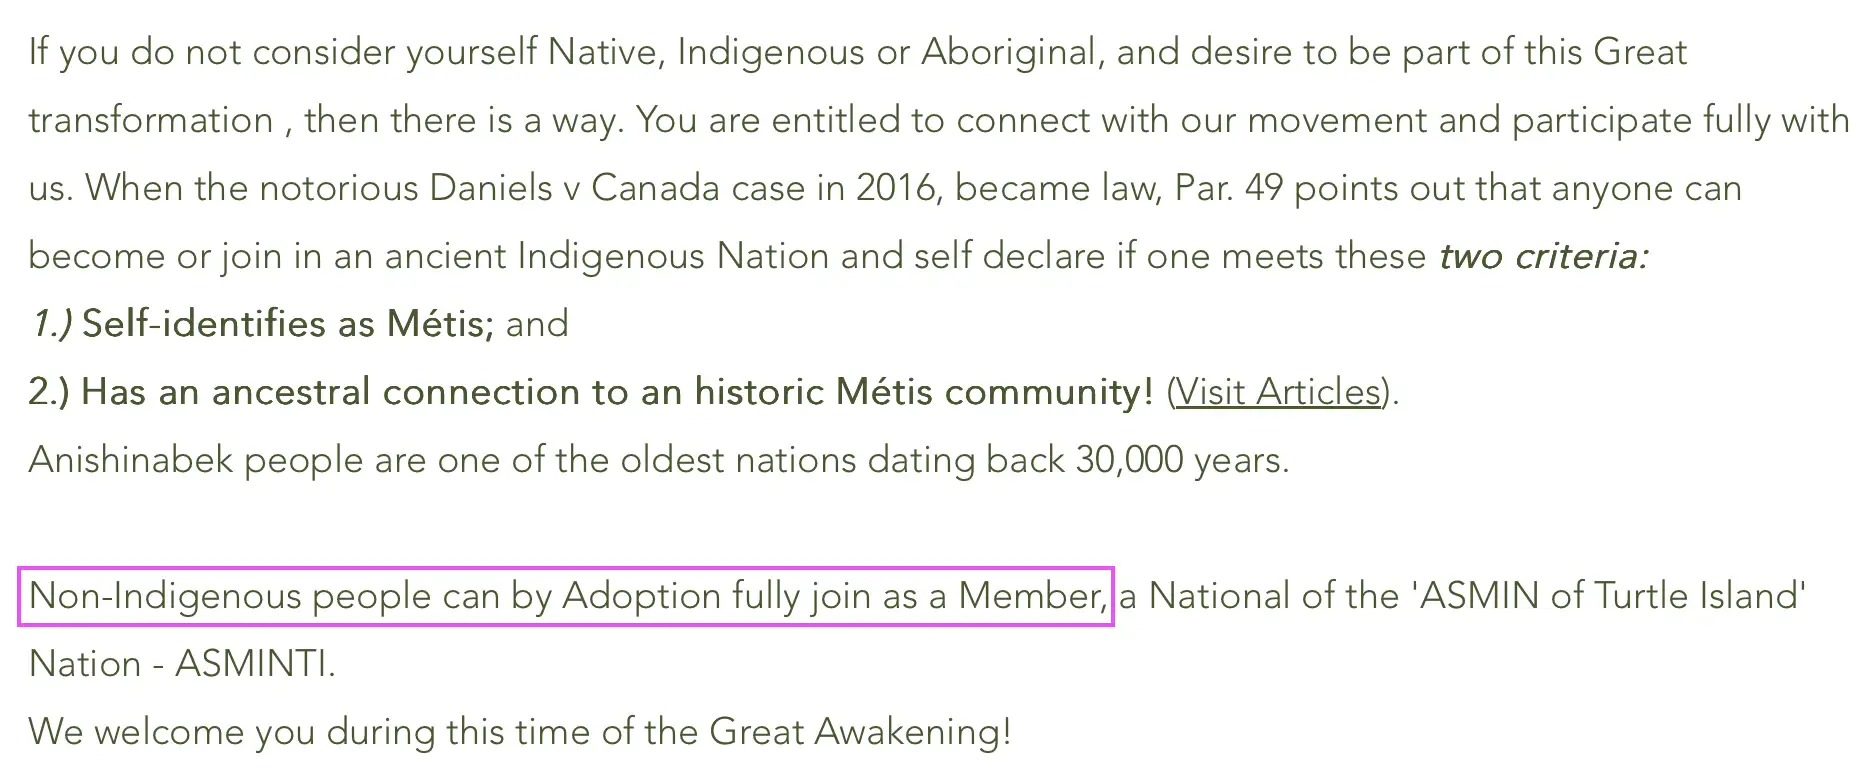 If you do not consider yourself Native, Indigenous or Aboriginal, and desire to be part of this Great
transformation , then there is a way. You are entitled to connect with our movement and participate fully with
us. When the notorious Daniels v Canada case in 2016, became law, Par. 49 points out that anyone can
become or join in an ancient Indigenous Nation and self declare if one meets these two criteria:
1.) Self-identifies as Métis; and
2.) Has an ancestral connection to an historic Métis community! (Visit Articles).
Anishinabek people are one of the oldest nations dating back 30,000 years.
Non-Indigenous people can by Adoption fully join as a Member, a National of the 'ASMIN of Turtle Island'
Nation - ASMINTI.
We welcome you during this time of the Great Awakening!